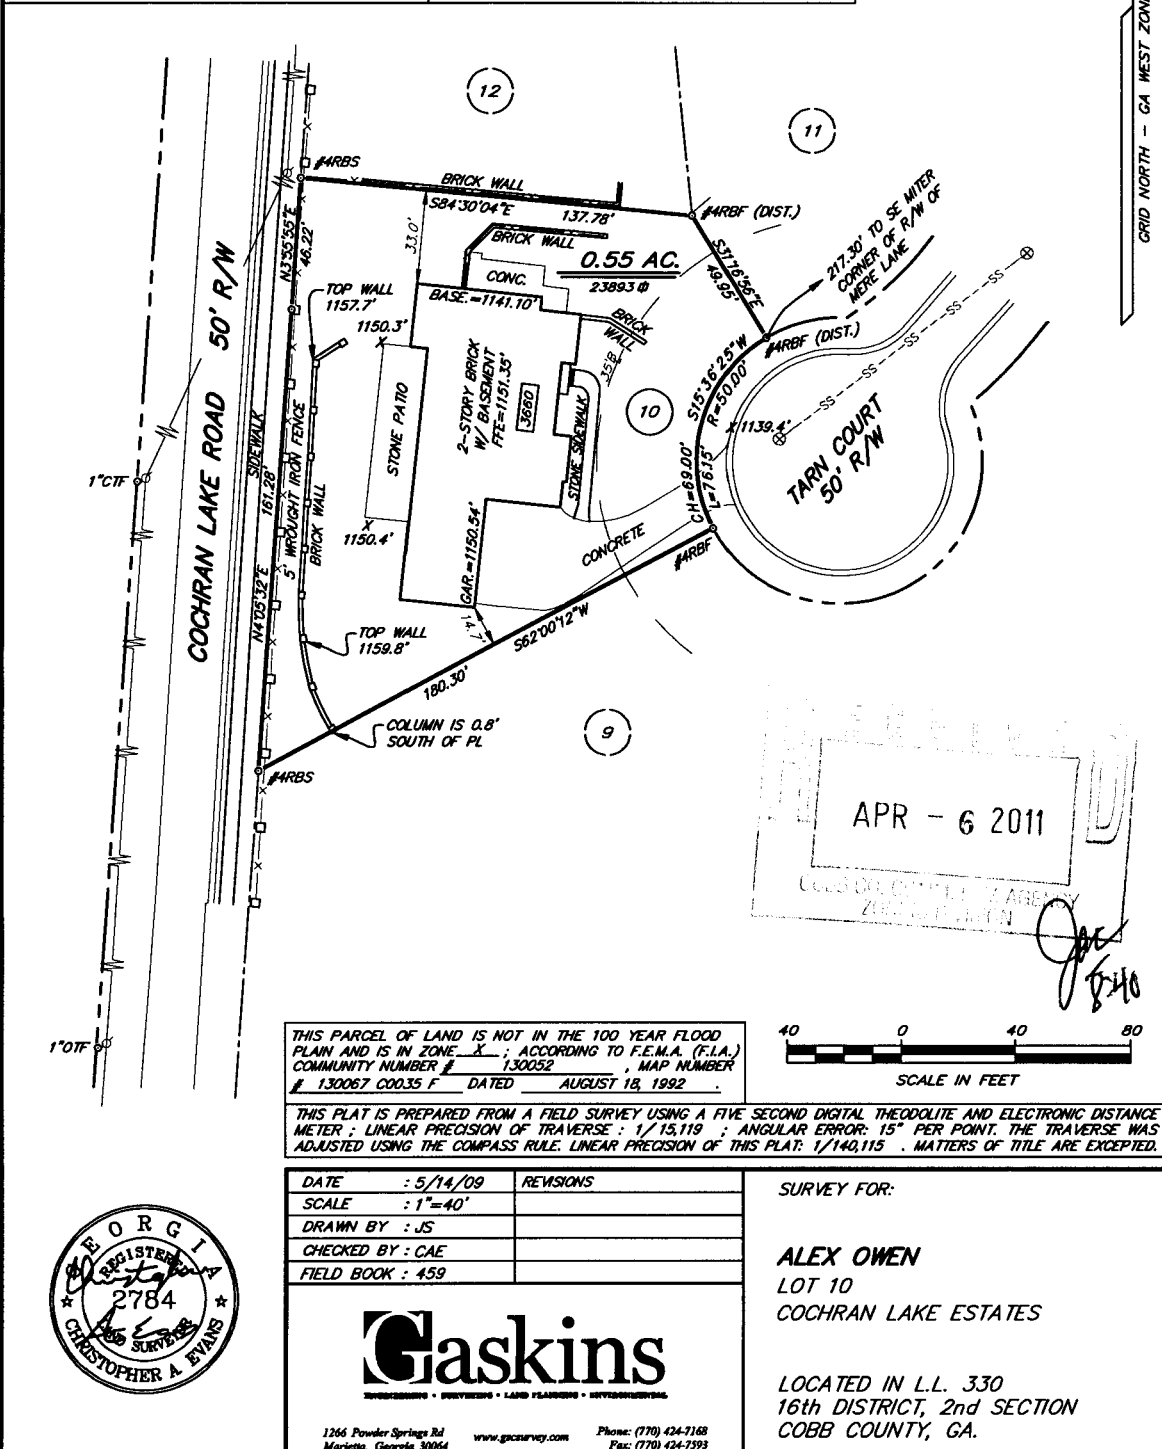 GRID NORTH - GA WEST ZONE
12
11
#4RBS
BRICK WALL
S84°30'04"E 137.78'
#4RBF (DIST.)
217.30' TO SE MITER
CORNER OF R/W OF
MERE LANE
N3°55'55"E
46.22'
33.0'
BRICK WALL
0.55 AC.
23893
S31°16'56"E
49.95'
CONC.
BASE.=1141.10'
TOP WALL
1157.7'
1150.3'
BRICK
WALL
35.8'
#4RBF (DIST.)
S15°36'25"W
R=50.00'
CH=69.00'
L=76.15'
COCHRAN LAKE ROAD 50' R/W
SIDEWALK
161.28'
N4°05'32"E
5' WROUGHT IRON FENCE
BRICK WALL
STONE PATIO
2-STORY BRICK
W/ BASEMENT
FFE=1151.35'
3660
STONE SIDEWALK
10
1139.4'
SS
SS
SS
SS
TARN COURT
50' R/W
1"CTF
1150.4'
GAR.=1150.54'
CONCRETE
#4RBF
14.7'
S62°00'12"W
180.30'
TOP WALL
1159.8'
COLUMN IS 0.8'
SOUTH OF PL
9
#4RBS
APR - 6 2011
1"OTF
40 0 40 80
SCALE IN FEET
THIS PARCEL OF LAND IS NOT IN THE 100 YEAR FLOOD
PLAIN AND IS IN ZONE X ; ACCORDING TO F.E.M.A. (F.I.A.)
COMMUNITY NUMBER # 130052 , MAP NUMBER
# 130067 C0035 F DATED AUGUST 18, 1992 .
THIS PLAT IS PREPARED FROM A FIELD SURVEY USING A FIVE SECOND DIGITAL THEODOLITE AND ELECTRONIC DISTANCE
METER ; LINEAR PRECISION OF TRAVERSE : 1/ 15,119 ; ANGULAR ERROR: 15" PER POINT. THE TRAVERSE WAS
ADJUSTED USING THE COMPASS RULE. LINEAR PRECISION OF THIS PLAT: 1/140,115 . MATTERS OF TITLE ARE EXCEPTED.
DATE : 5/14/09 REVISIONS
SCALE : 1"=40'
DRAWN BY : JS
CHECKED BY : CAE
FIELD BOOK : 459
SURVEY FOR:
ALEX OWEN
LOT 10
COCHRAN LAKE ESTATES
LOCATED IN L.L. 330
16th DISTRICT, 2nd SECTION
COBB COUNTY, GA.
GEORGIA
REGISTERED
2784
LAND SURVEYOR
CHRISTOPHER A EVANS
Gaskins
ENGINEERING • SURVEYING • LAND PLANNING • ENVIRONMENTAL
1266 Powder Springs Rd www.gscsurvey.com Phone: (770) 424-7168
Marietta, Georgia 30064 Fax: (770) 424-7593